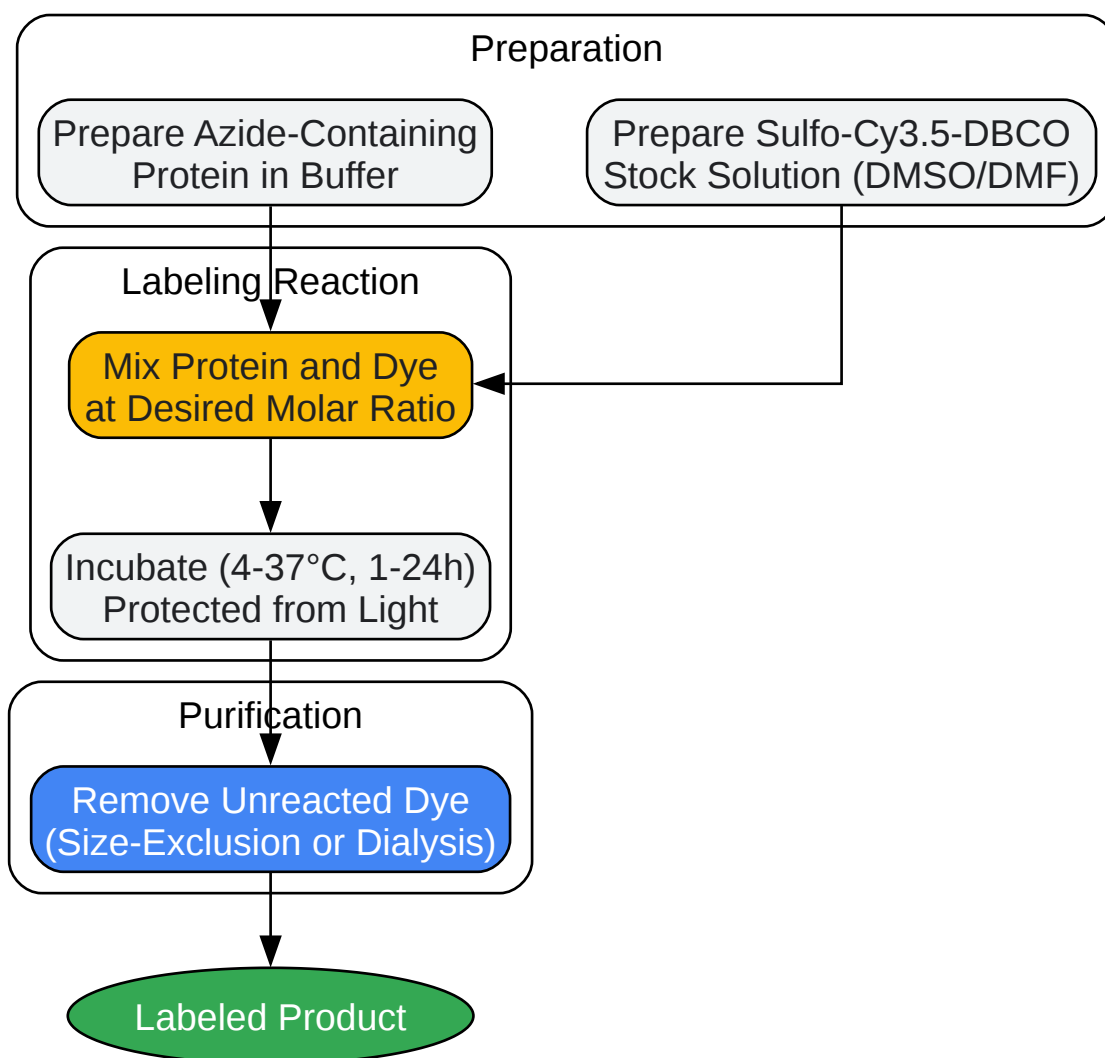 Preparation
Prepare Azide-Containing
Protein in Buffer
Prepare Sulfo-Cy3.5-DBCO
Stock Solution (DMSO/DMF)
Labeling Reaction
Mix Protein and Dye
at Desired Molar Ratio
Incubate (4-37°C, 1-24h)
Protected from Light
Purification
Remove Unreacted Dye
(Size-Exclusion or Dialysis)
Labeled Product